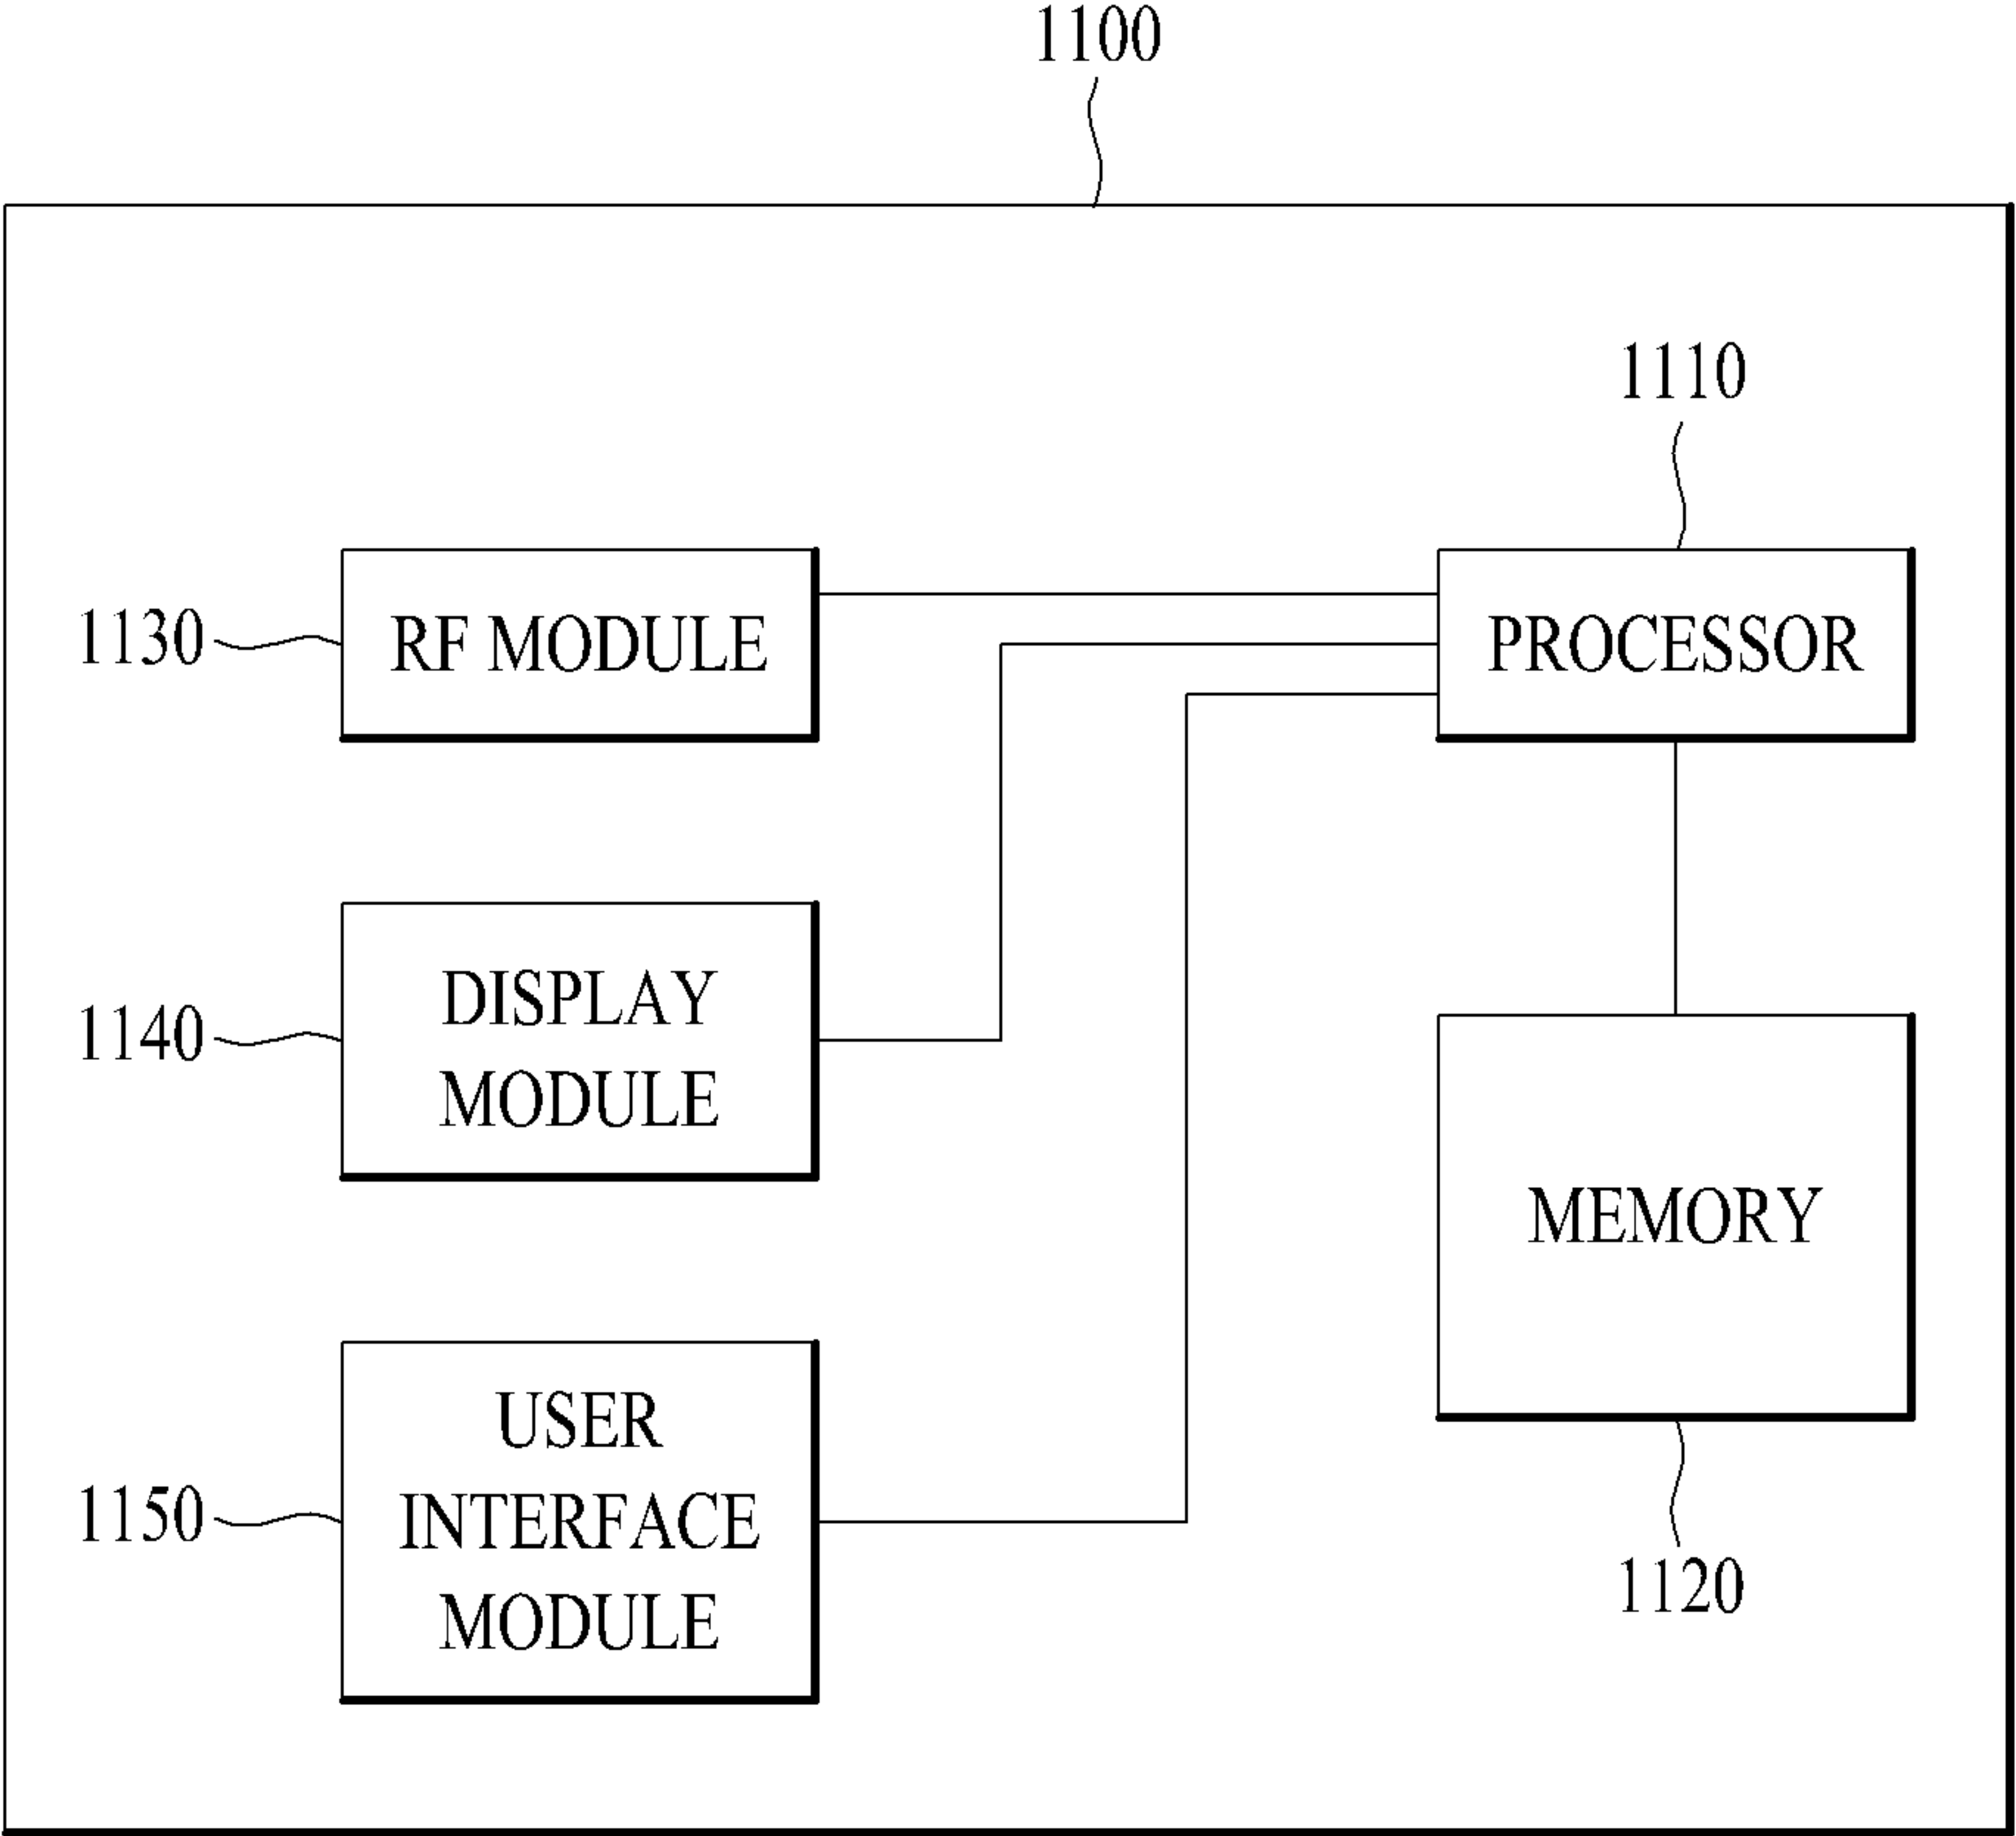 1100
1110
1130
RF MODULE
PROCESSOR
1140
DISPLAY
MODULE
MEMORY
1150
USER
INTERFACE
MODULE
1120